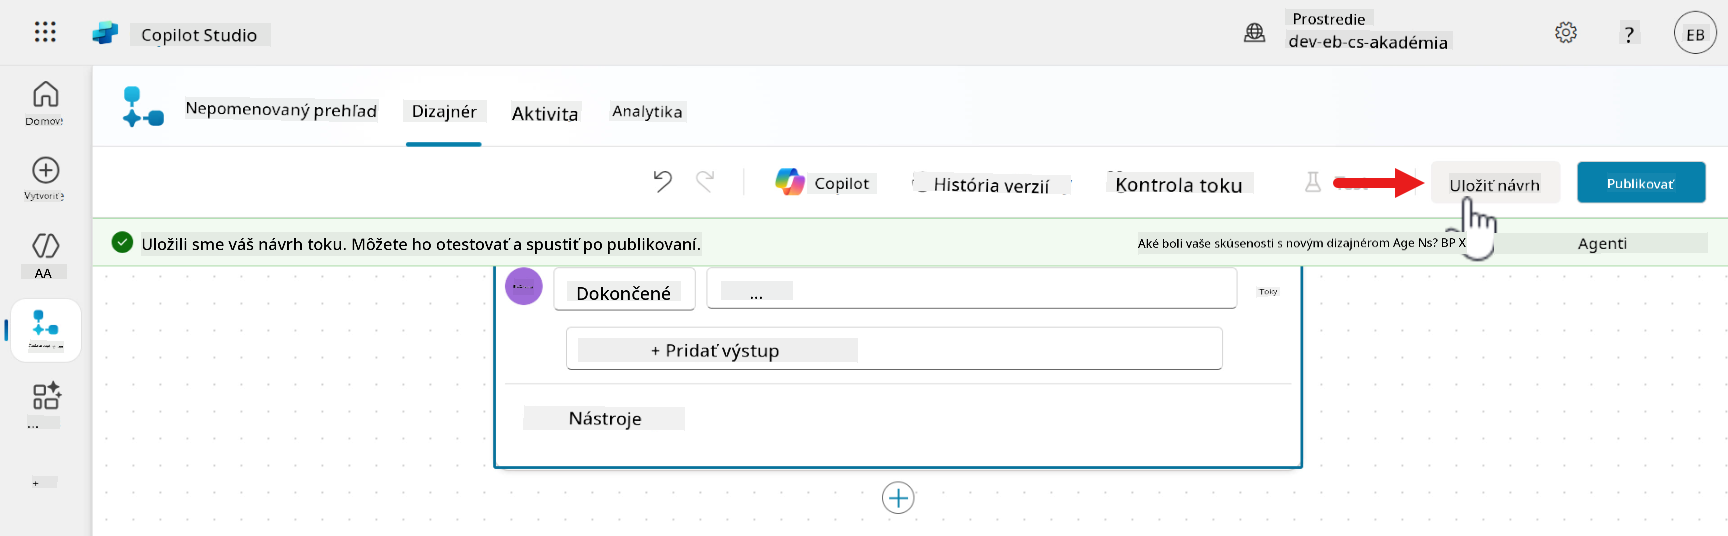 Copilot Studio
Prostredie
dev-eb-cs-akadémia
?
EB
Domov
Nepomenovaný prehľad
Dizajnér
Aktivita
Analytika
Vytvoriť
Copilot
História verzií
Kontrola toku
Uložiť návrh
Publikovať
Uložili sme váš návrh toku. Môžete ho otestovať a spustiť po publikovaní.
Aké boli vaše skúsenosti s novým dizajnérom Age Ns? BP X
Agenti
AA
Dokončené
...
Toky
+ Pridať výstup
Nástroje
...
+